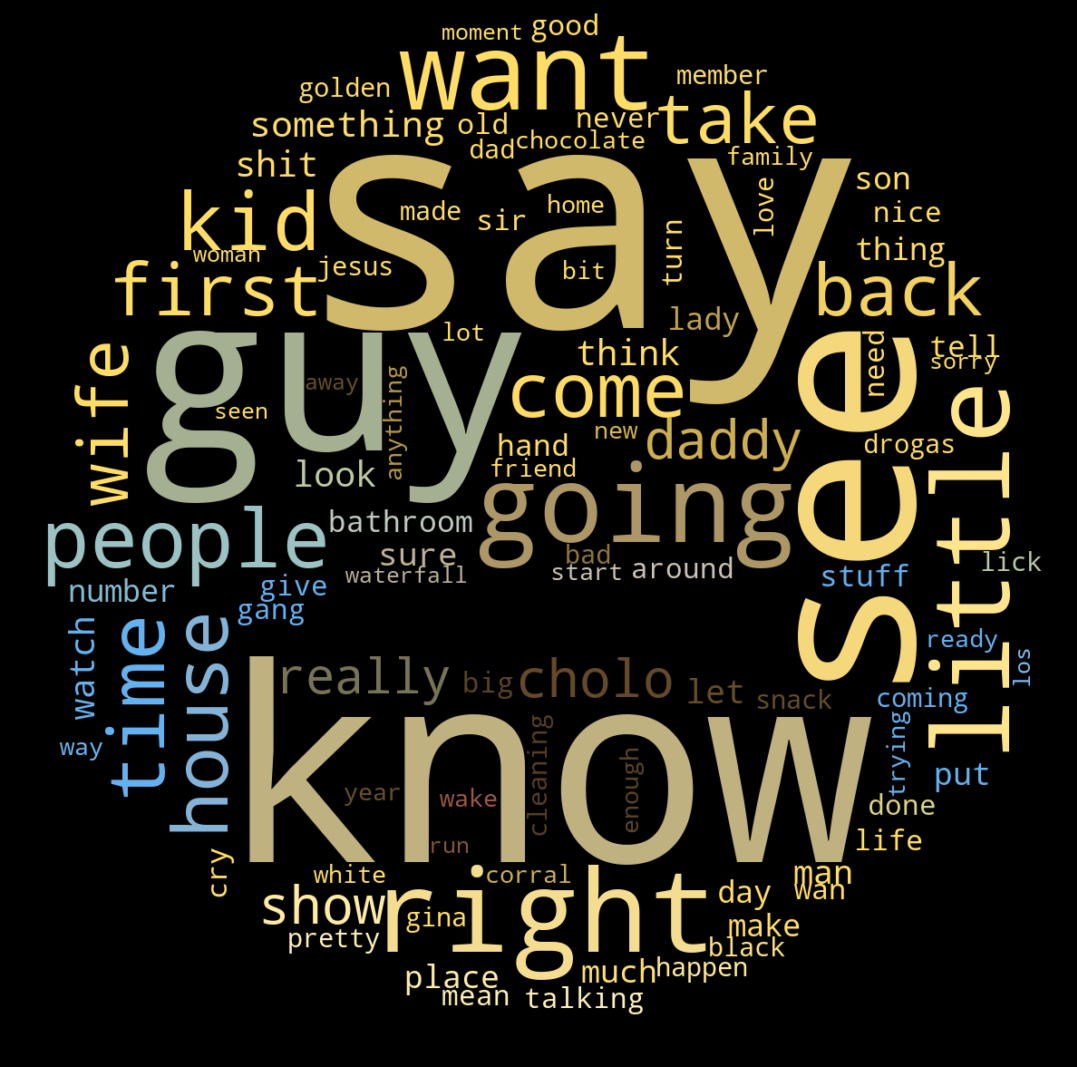 moment
good
want
golden
member
something
old
never
take
chocolate
dad
shit
family
say
son
kid
made
sir
home
love
nice
woman
jesus
bit
turn
thing
first
back
lot
lady
guy
think
need
tell
sorry
wife
away
come
see
little
seen
anything
new
daddy
hand
drogas
look
friend
going
people
bathroom
sure
bad
waterfall
start
around
stuff
lick
number
give
gang
watch
time
house
really
big
cholo
let
snack
ready
los
coming
way
know
year
wake
cleaning
enough
trying
put
run
done
life
cry
white
corral
man
wan
show
gina
right
day
make
pretty
black
place
much
happen
mean
talking